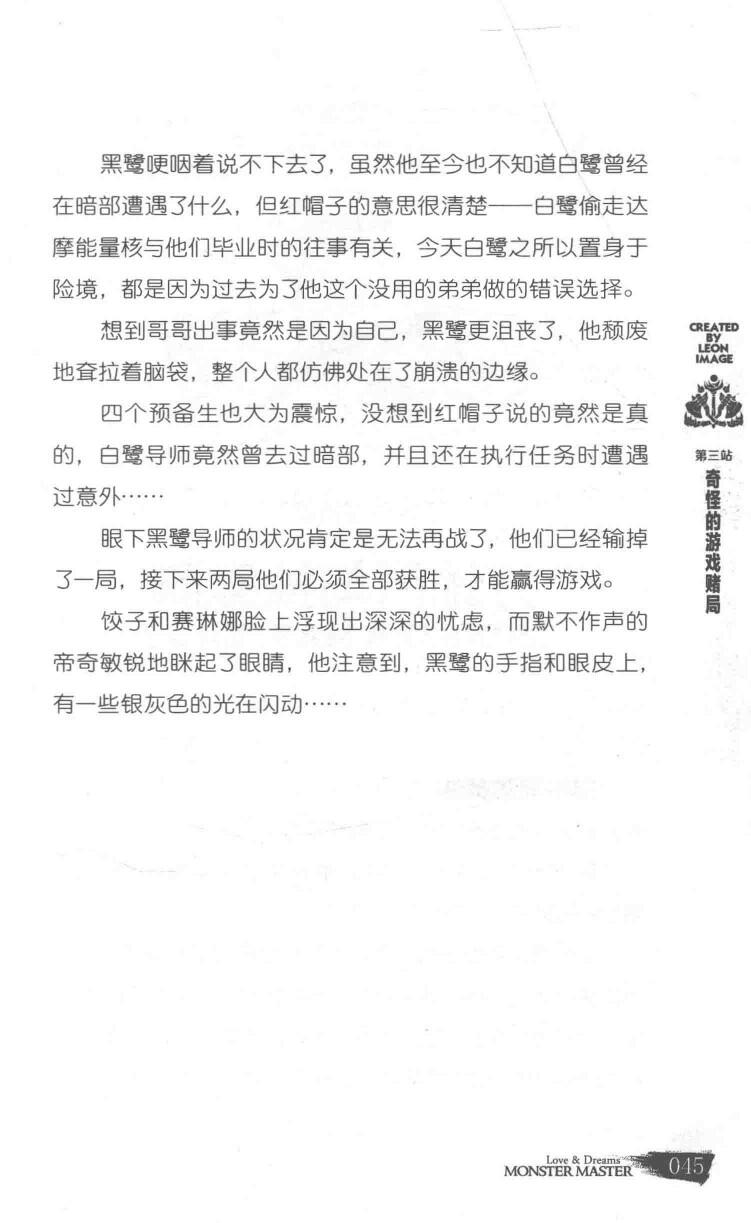 黑鹭哽咽着说不下去了，虽然他至今也不知道白鹭曾经
在暗部遭遇了什么，但红帽子的意思很清楚——白鹭偷走达
摩能量核与他们毕业时的往事有关，今天白鹭之所以置身于
险境，都是因为过去为了他这个没用的弟弟做的错误选择。
想到哥哥出事竟然是因为自己，黑鹭更沮丧了，他颓废
地耷拉着脑袋，整个人都仿佛处在了崩溃的边缘。
四个预备生也大为震惊，没想到红帽子说的竟然是真
的，白鹭导师竟然曾去过暗部，并且还在执行任务时遭遇
过意外……
眼下黑鹭导师的状况肯定是无法再战了，他们已经输掉
了一局，接下来两局他们必须全部获胜，才能赢得游戏。
饺子和赛琳娜脸上浮现出深深的忧虑，而默不作声的
帝奇敏锐地眯起了眼睛，他注意到，黑鹭的手指和眼皮上，
有一些银灰色的光在闪动……
CREATED
BY
LEON
IMAGE
第三站
奇怪的游戏赌局
Love & Dreams
MONSTER MASTER
045